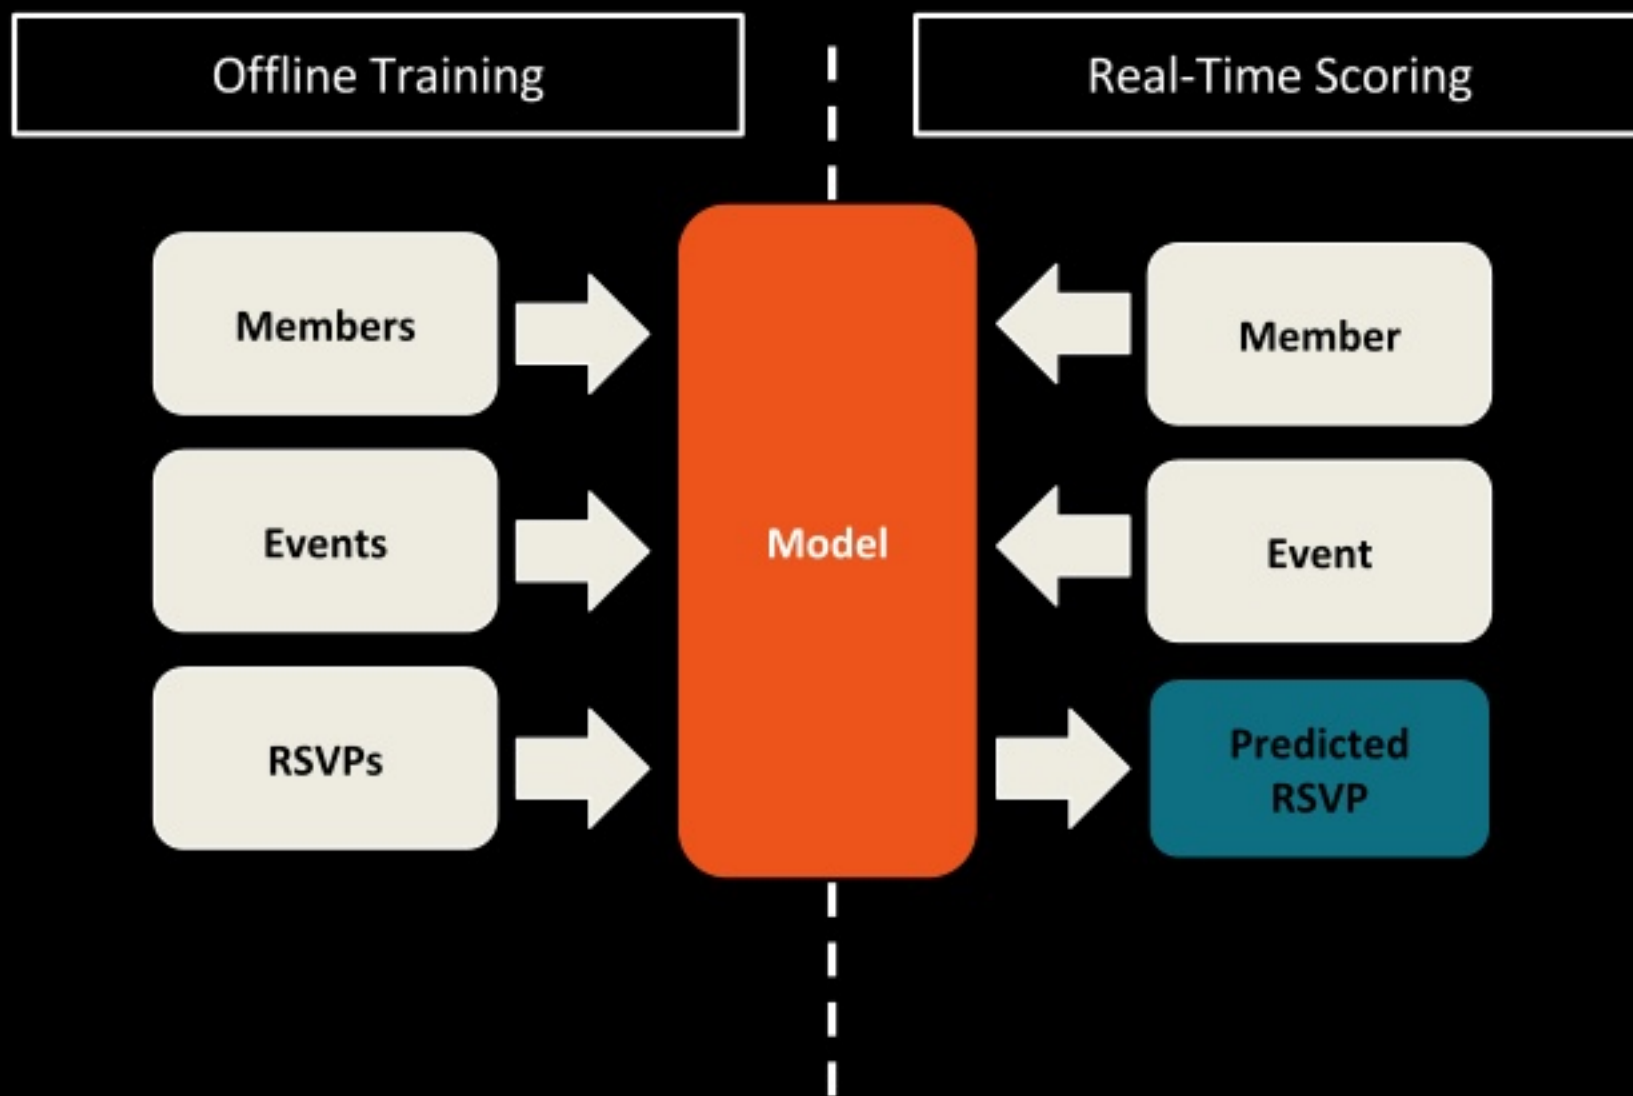 Offline Training
Real-Time Scoring
Members
Events
RSVPs
Model
Member
Event
Predicted
RSVP